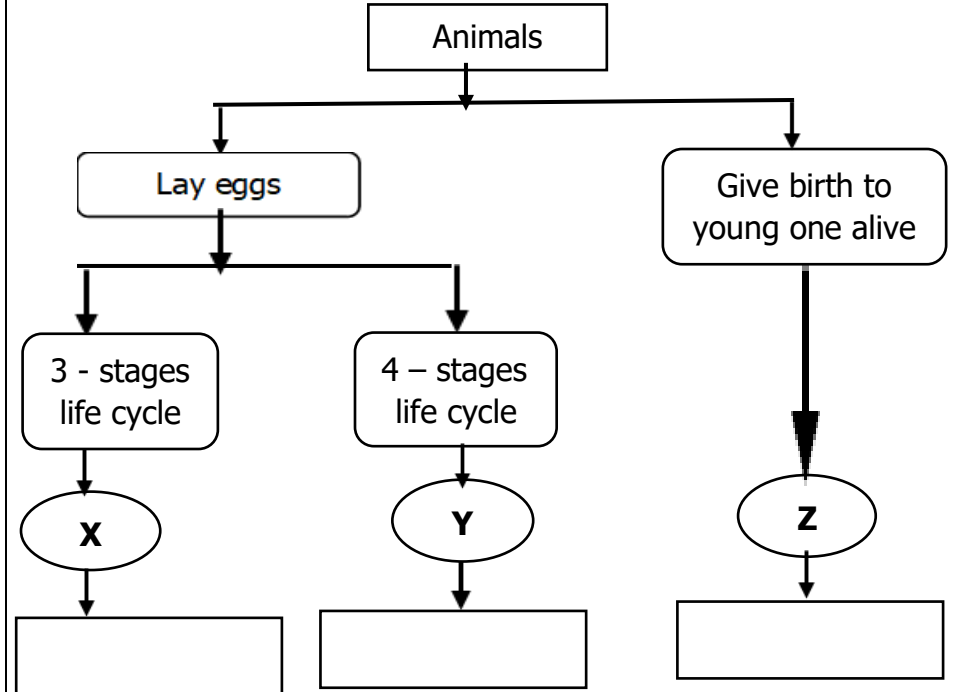 Animals
Lay eggs
Give birth to
young one alive
3 - stages
life cycle
4 – stages
life cycle
X
Y
Z